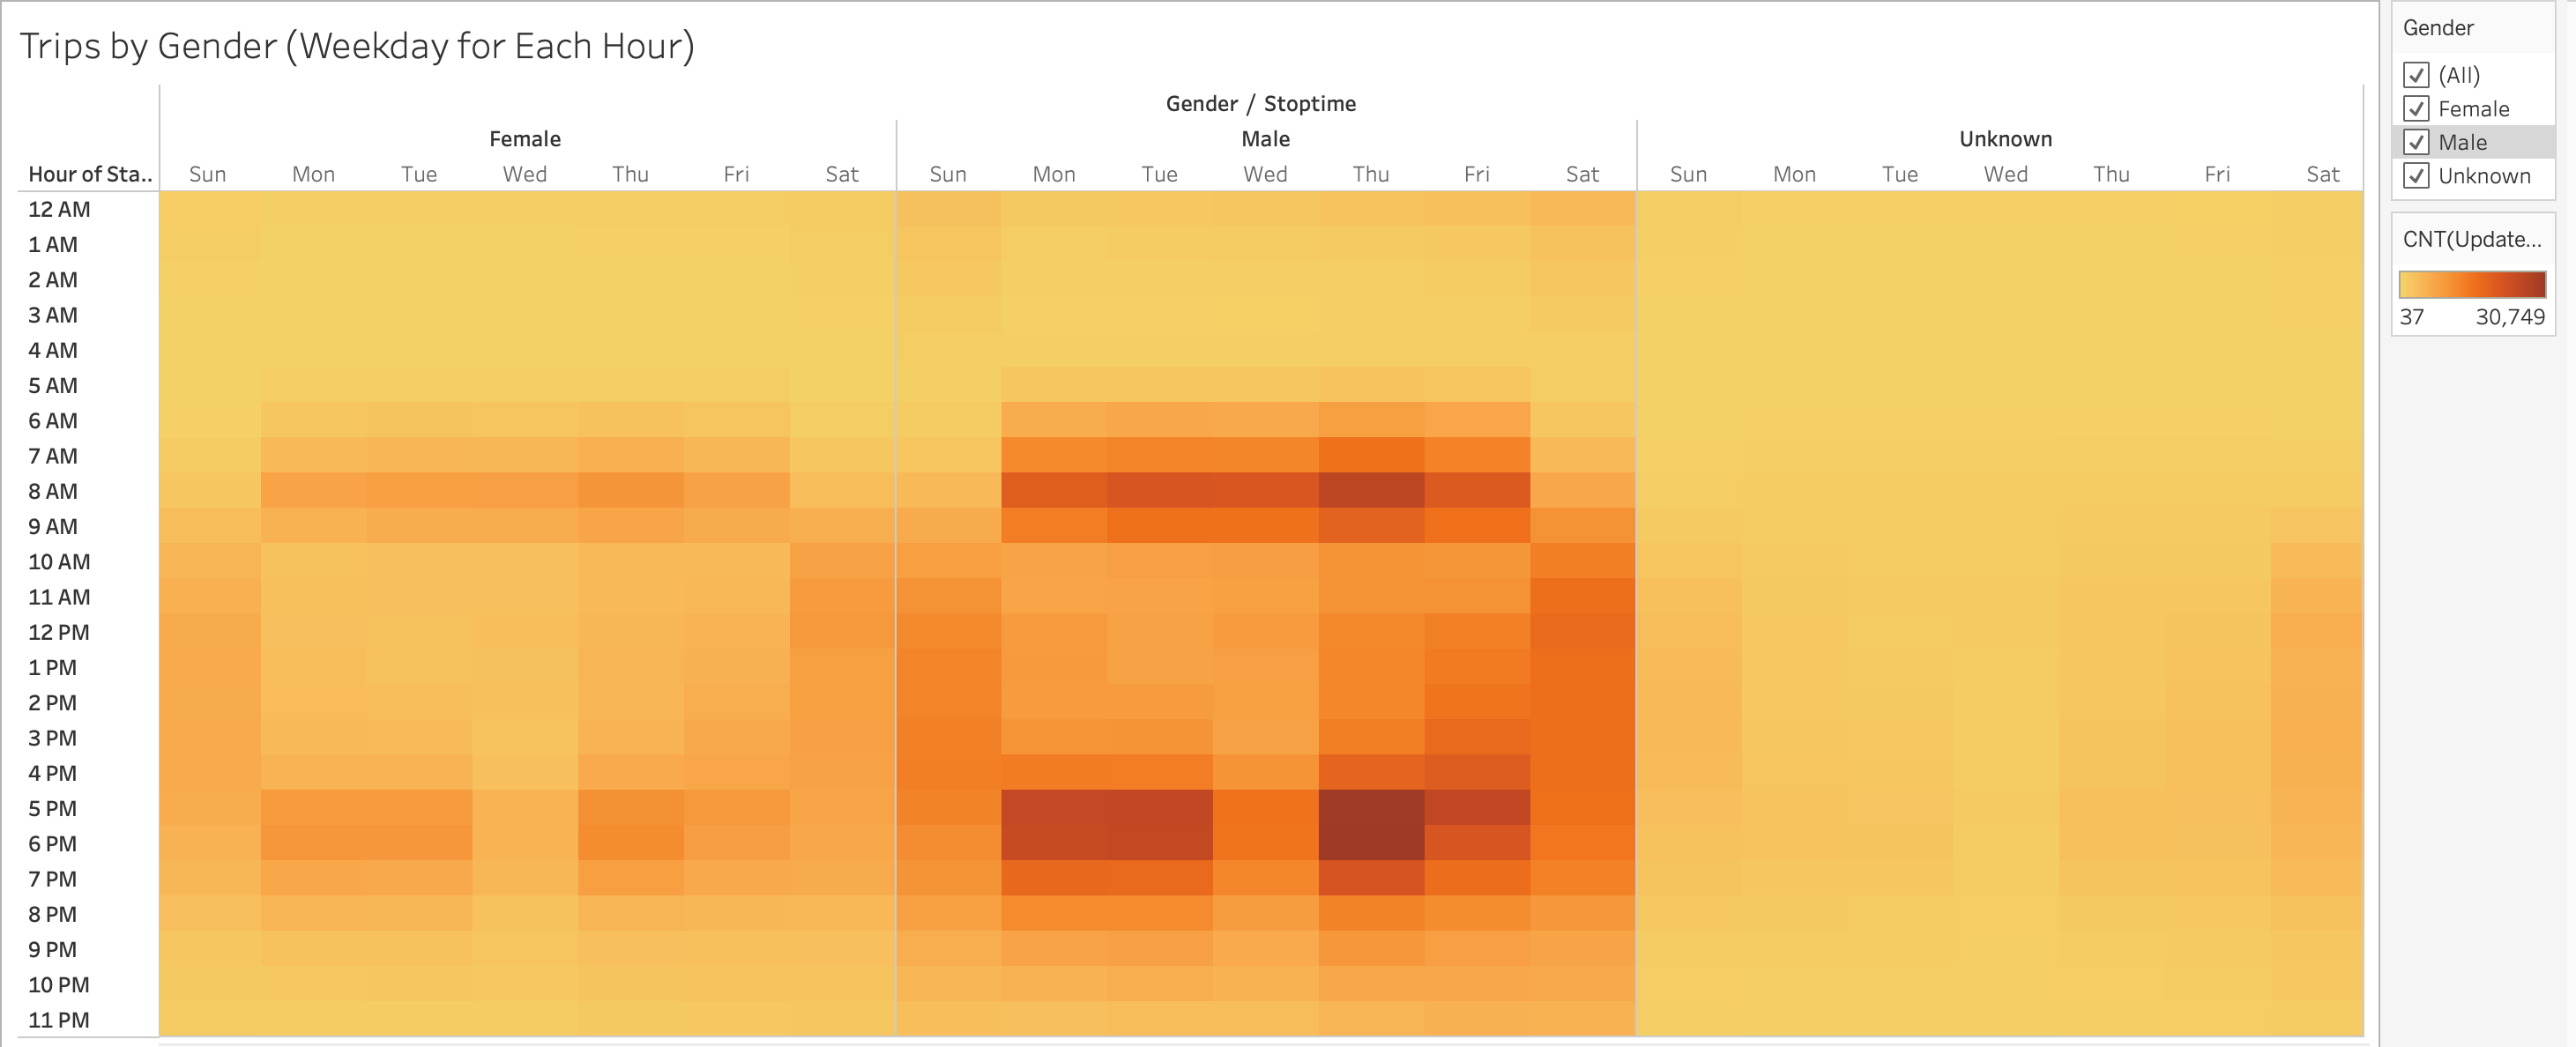 Trips by Gender (Weekday for Each Hour)
Gender / Stoptime
Female Male Unknown
Hour of Sta.. Sun Mon Tue Wed Thu Fri Sat Sun Mon Tue Wed Thu Fri Sat Sun Mon Tue Wed Thu Fri Sat
12 AM
1 AM
2 AM
3 AM
4 AM
5 AM
6 AM
7 AM
8 AM
9 AM
10 AM
11 AM
12 PM
1 PM
2 PM
3 PM
4 PM
5 PM
6 PM
7 PM
8 PM
9 PM
10 PM
11 PM
Gender
(All)
Female
Male
Unknown
CNT(Update...
37 30,749